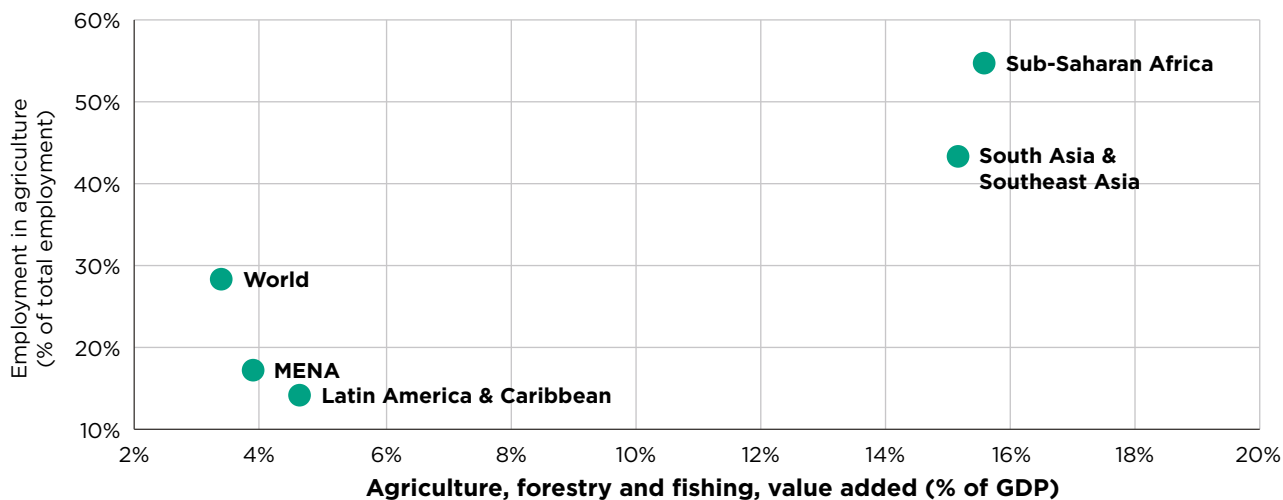 Employment in agriculture
(% of total employment)
60%
50%
40%
30%
20%
10%
Sub-Saharan Africa
South Asia &
Southeast Asia
World
MENA
Latin America & Caribbean
2%
4%
6%
8%
10%
12%
14%
16%
18%
20%
Agriculture, forestry and fishing, value added (% of GDP)